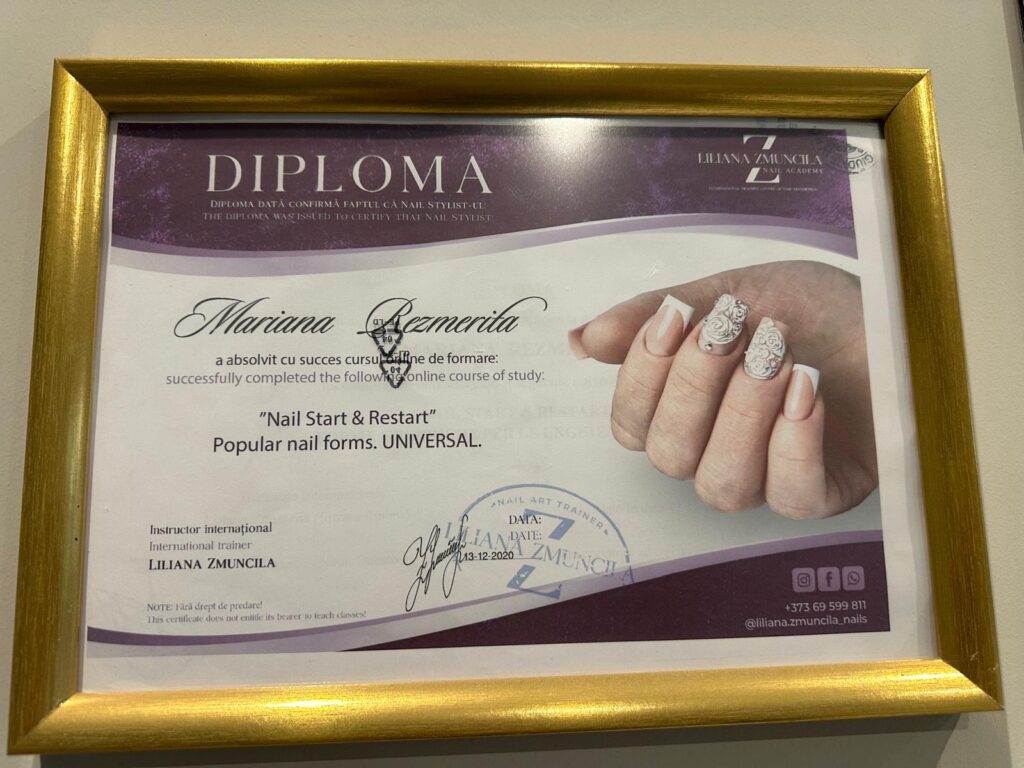 DIPLOMA
DIPLOMA DATĂ CONFIRMĂ FAPTUL CĂ NAIL STYLIST-UL:
THE DIPLOMA WAS ISSUED TO CERTIFY THAT NAIL STYLIST
LILIANA ZMUNCILA
Z
NAIL ACADEMY
Mariana Rezmerita
a absolvit cu succes cursul online de formare:
successfully completed the following online course of study:
"Nail Start & Restart"
Popular nail forms. UNIVERSAL.
Instructor internațional
International trainer
LILIANA ZMUNCILA
NAIL ART TRAINER
DATA:
DATE:
13-12-2020
LILIANA ZMUNCILA
Z
NOTE: Fără drept de predare!
This certificate does not entitle its bearer to teach classes!
+373 69 599 811
@liliana.zmuncila_nails